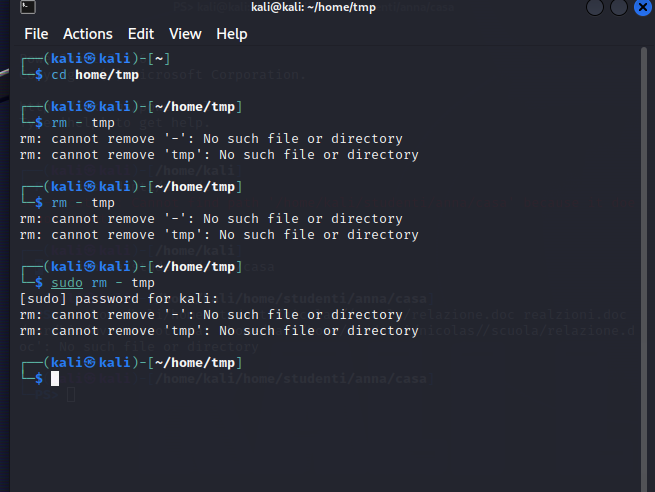 kali@kali: ~/home/tmp
File Actions Edit View Help
┌──(kali㉿kali)-[~]
└─$ cd home/tmp
┌──(kali㉿kali)-[~/home/tmp]
└─$ rm - tmp
rm: cannot remove '-': No such file or directory
rm: cannot remove 'tmp': No such file or directory
┌──(kali㉿kali)-[~/home/tmp]
└─$ rm - tmp
rm: cannot remove '-': No such file or directory
rm: cannot remove 'tmp': No such file or directory
┌──(kali㉿kali)-[~/home/tmp]
└─$ sudo rm - tmp
[sudo] password for kali:
rm: cannot remove '-': No such file or directory
rm: cannot remove 'tmp': No such file or directory
┌──(kali㉿kali)-[~/home/tmp]
└─$